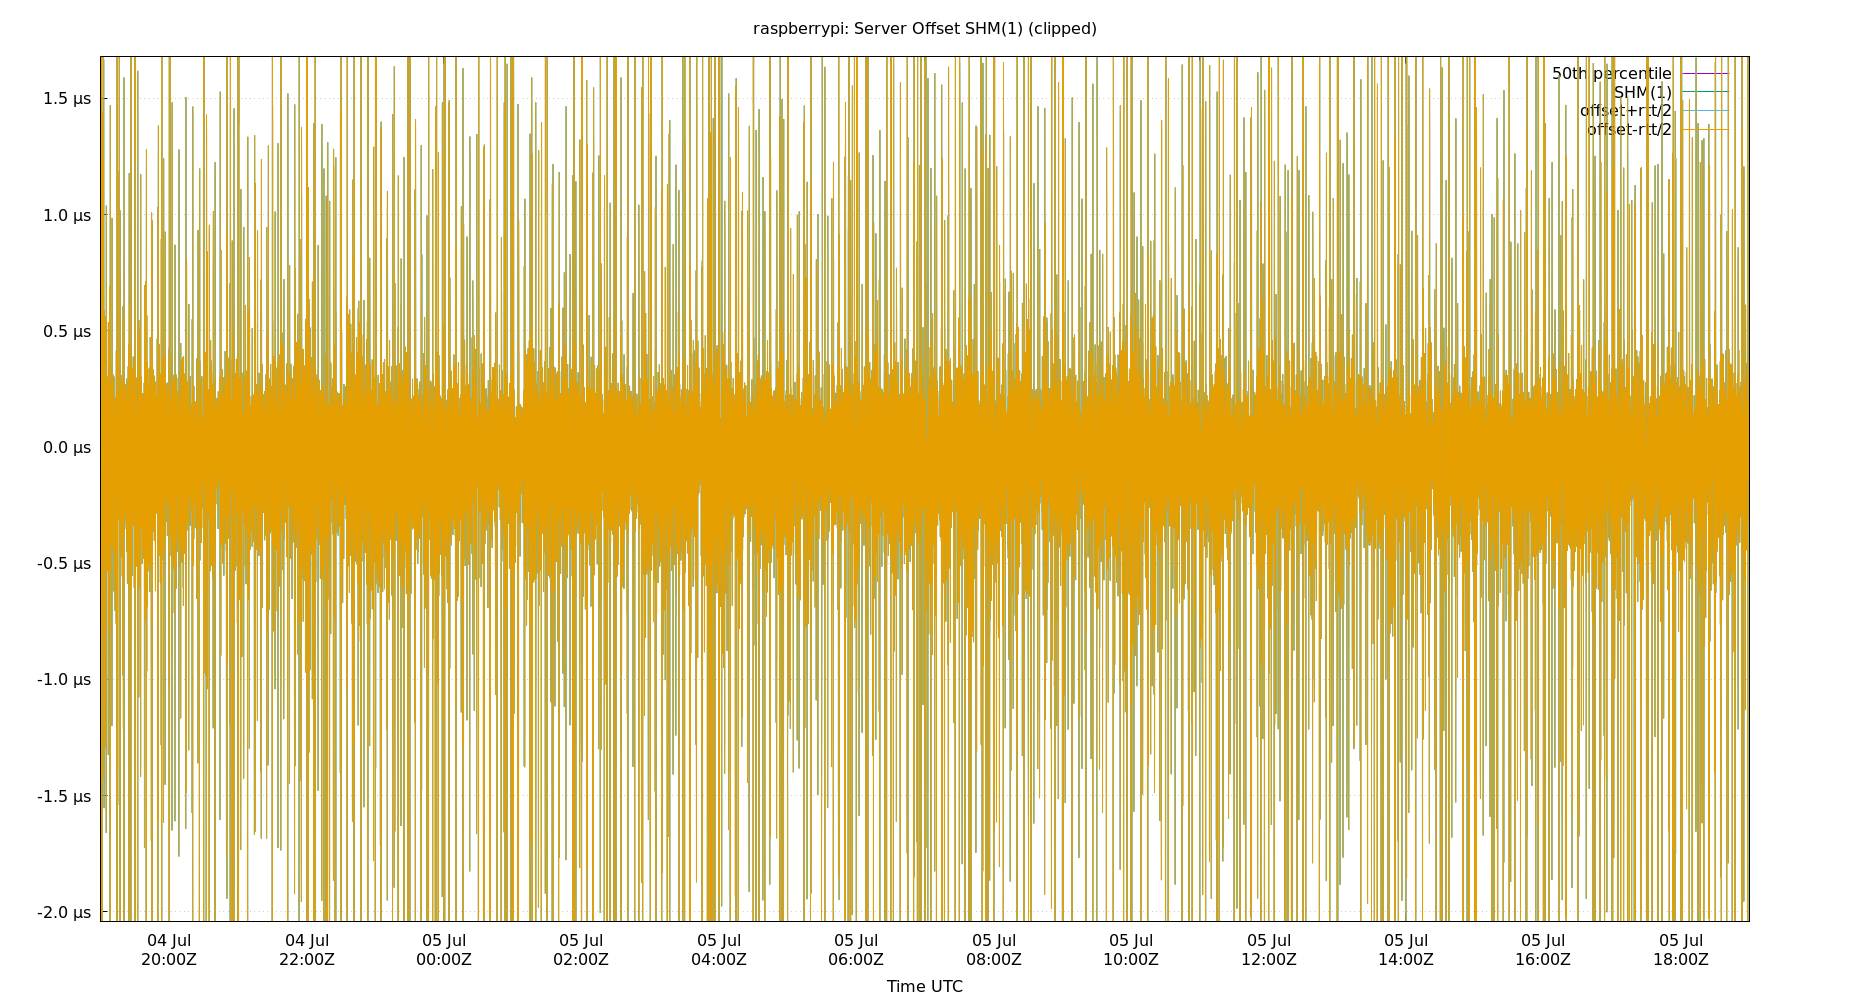 raspberrypi: Server Offset SHM(1) (clipped)
50th percentile
SHM(1)
offset+rtt/2
offset-rtt/2
1.5 µs
1.0 µs
0.5 µs
0.0 µs
-0.5 µs
-1.0 µs
-1.5 µs
-2.0 µs
04 Jul 04 Jul 05 Jul 05 Jul 05 Jul 05 Jul 05 Jul 05 Jul 05 Jul 05 Jul 05 Jul 05 Jul
20:00Z 22:00Z 00:00Z 02:00Z 04:00Z 06:00Z 08:00Z 10:00Z 12:00Z 14:00Z 16:00Z 18:00Z
Time UTC